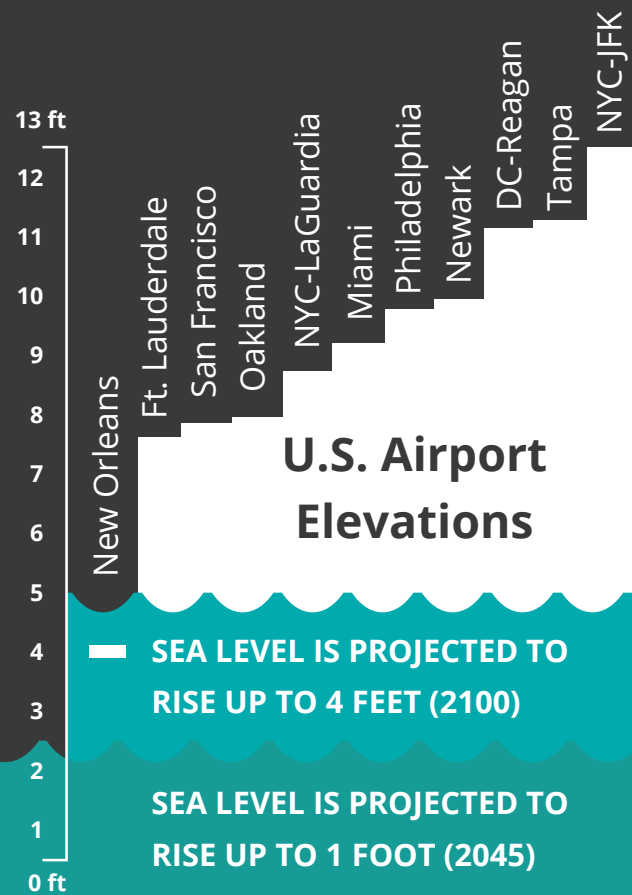 13 ft
12
11
10
9
8
7
6
5
4
3
2
1
0 ft
New Orleans
Ft. Lauderdale
San Francisco
Oakland
NYC-LaGuardia
Miami
Philadelphia
Newark
DC-Reagan
Tampa
NYC-JFK
U.S. Airport
Elevations
SEA LEVEL IS PROJECTED TO
RISE UP TO 4 FEET (2100)
SEA LEVEL IS PROJECTED TO
RISE UP TO 1 FOOT (2045)